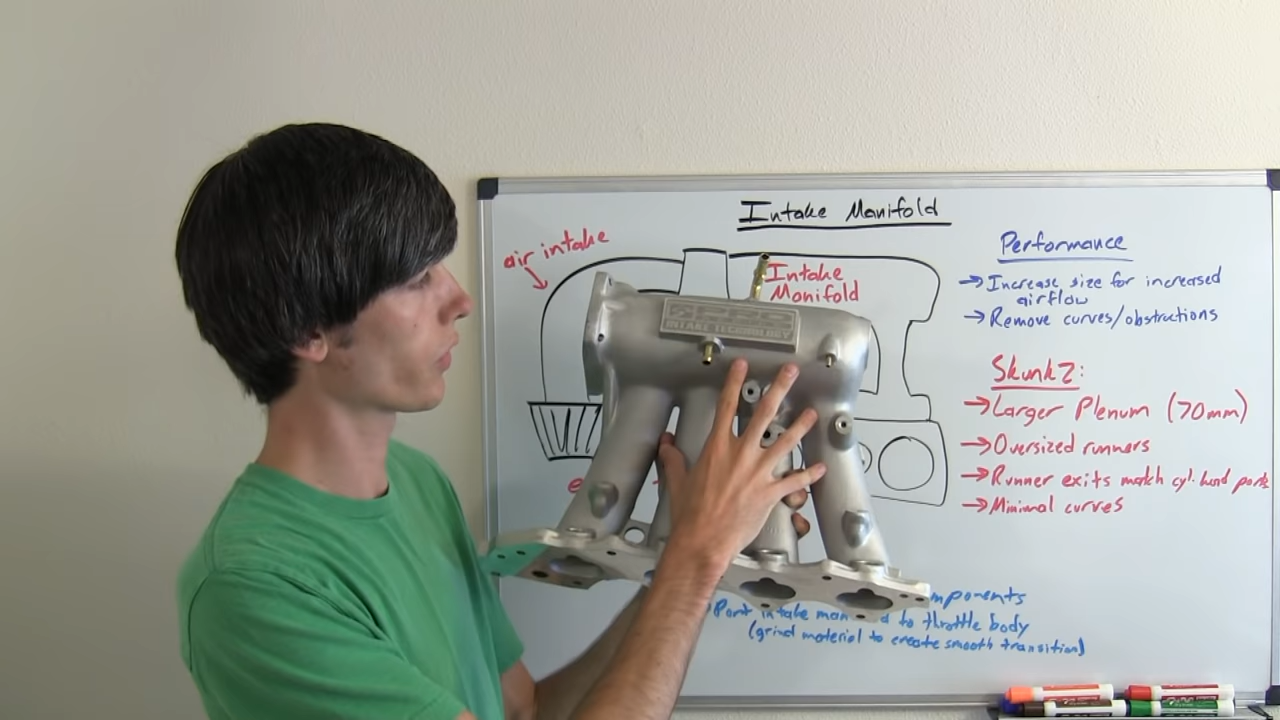 Intake Manifold
air intake
Intake
Manifold
PRO
INTAKE TECHNOLOGY
Performance
→Increase size for increased
airflow
→Remove curves/obstructions
Skunk2:
→Larger Plenum (70mm)
→Oversized runners
→Runner exits match cyl. head ports
→Minimal curves
Port intake to throttle body
(grind material to create smooth transition)